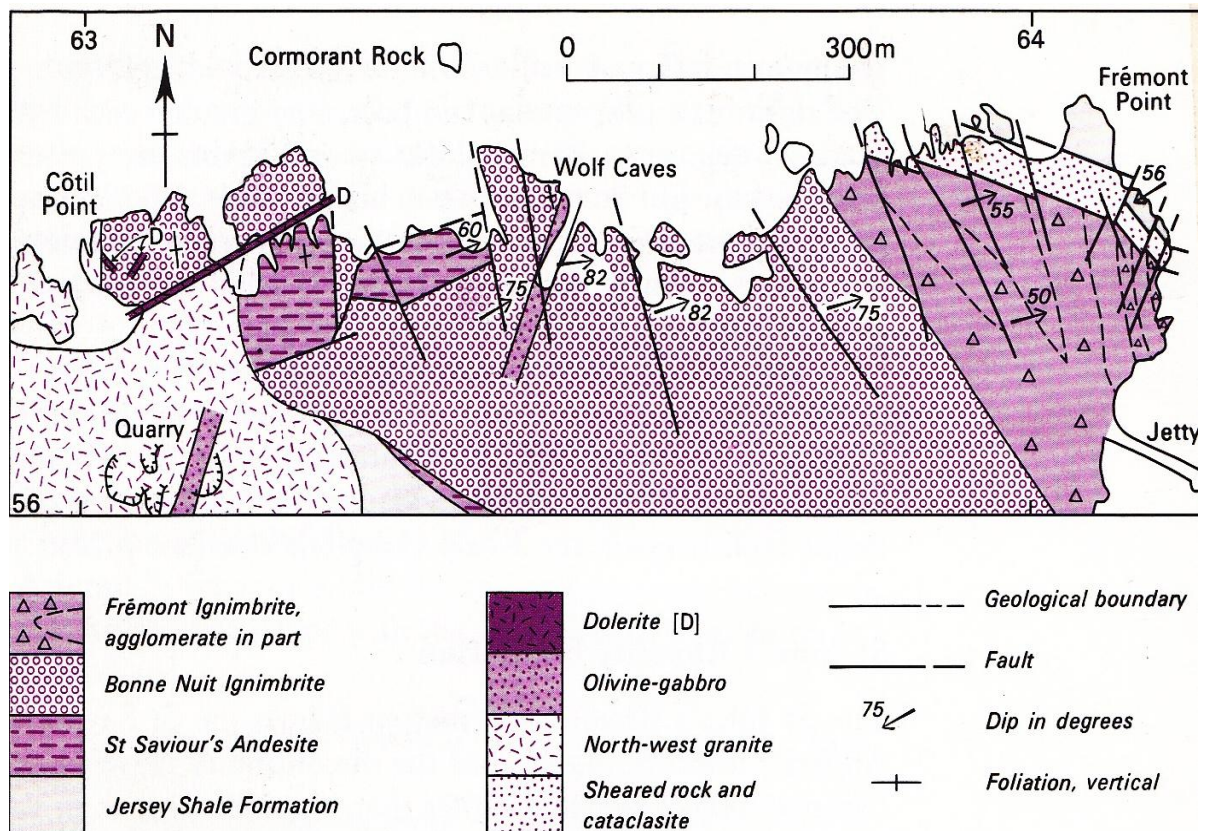 63
N
Cormorant Rock
0
300 m
64
Frémont
Point
Côtil
Point
D
D
Wolf Caves
60
75
82
82
75
55
50
56
Quarry
Jetty
56
Frémont Ignimbrite,
agglomerate in part
Bonne Nuit Ignimbrite
St Saviour's Andesite
Jersey Shale Formation
Dolerite [D]
Olivine-gabbro
North-west granite
Sheared rock and
cataclasite
Geological boundary
Fault
75
Dip in degrees
Foliation, vertical